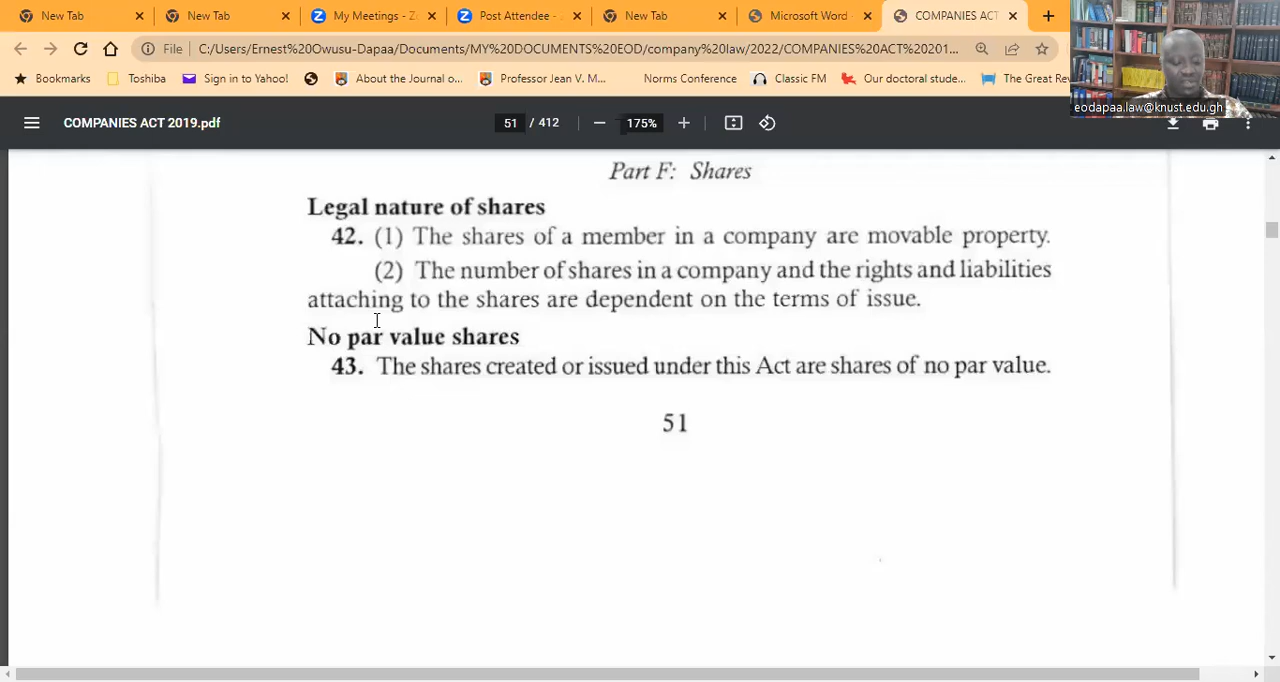 New Tab
New Tab
My Meetings - Z
Post Attendee -
New Tab
Microsoft Word -
COMPANIES ACT
File
C:/Users/Ernest%20Owusu-Dapaa/Documents/MY%20DOCUMENTS%20EOD/company%20law/2022/COMPANIES%20ACT%20201...
Bookmarks
Toshiba
Sign in to Yahoo!
About the Journal o...
Professor Jean V. M...
Norms Conference
Classic FM
Our doctoral stude...
The Great Rev
eodapaa.law@knust.edu.gh
COMPANIES ACT 2019.pdf
51 / 412
175%
Part F: Shares
Legal nature of shares
42. (1) The shares of a member in a company are movable property.
(2) The number of shares in a company and the rights and liabilities
attaching to the shares are dependent on the terms of issue.
No par value shares
43. The shares created or issued under this Act are shares of no par value.
51